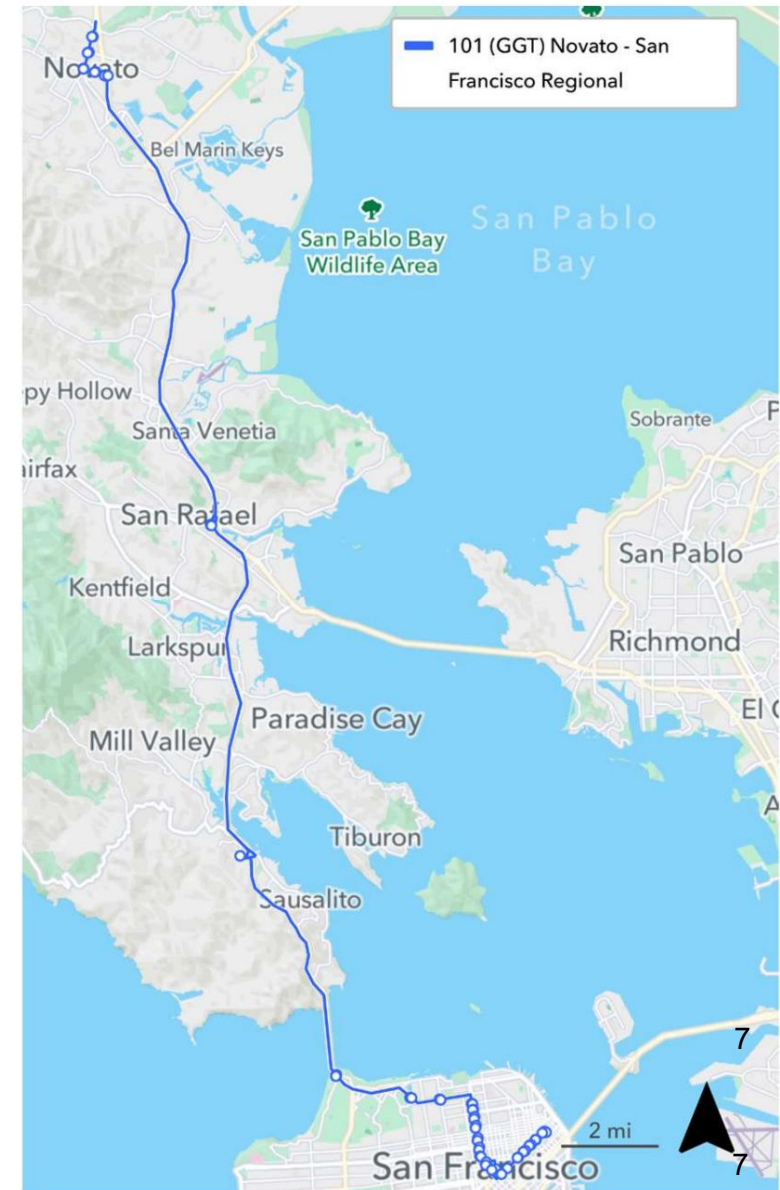 101 (GGT) Novato - San
Francisco Regional
Novato
Bel Marin Keys
San Pablo
Bay
San Pablo Bay
Wildlife Area
py Hollow
Sobrante
P
Santa Venetia
airfax
San Rafael
San Pablo
Kentfield
Richmond
Larkspur
El C
Paradise Cay
Mill Valley
A
Tiburon
Sausalito
7
2 mi
7
San Francisco